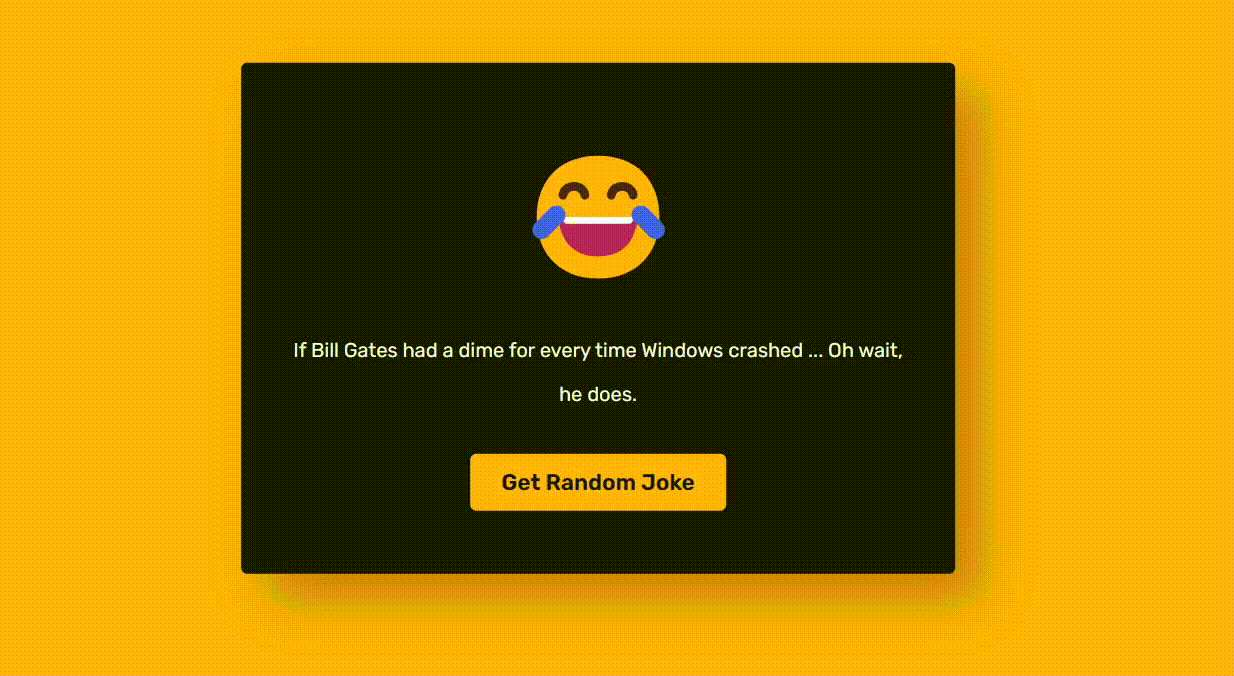 If Bill Gates had a dime for every time Windows crashed ... Oh wait,
he does.
Get Random Joke